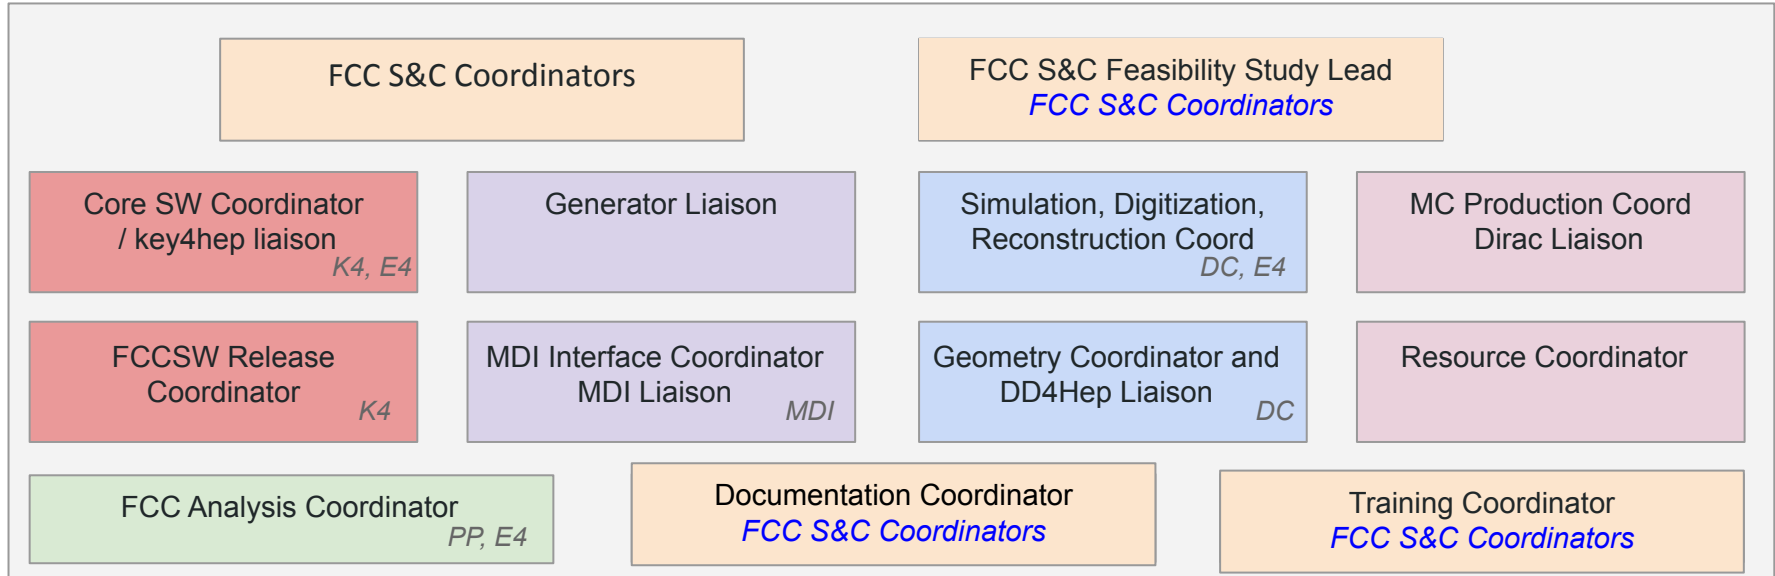 FCC S&C Coordinators
FCC S&C Feasibility Study Lead
FCC S&C Coordinators
Core SW Coordinator
/ key4hep liaison
K4, E4
Generator Liaison
Simulation, Digitization,
Reconstruction Coord
DC, E4
MC Production Coord
Dirac Liaison
FCCSW Release
Coordinator
K4
MDI Interface Coordinator
MDI Liaison
MDI
Geometry Coordinator and
DD4Hep Liaison
DC
Resource Coordinator
FCC Analysis Coordinator
PP, E4
Documentation Coordinator
FCC S&C Coordinators
Training Coordinator
FCC S&C Coordinators